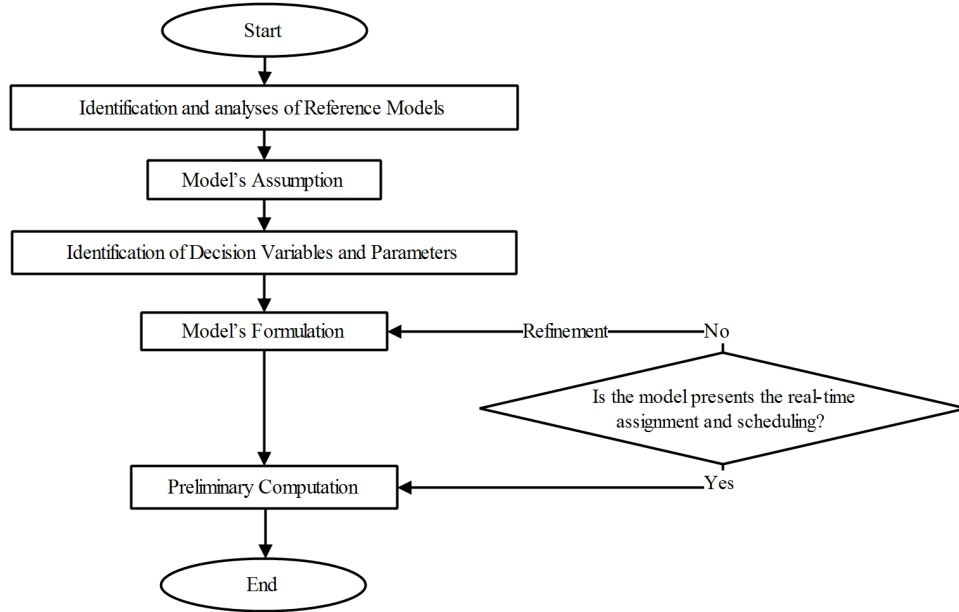 Start
Identification and analyses of Reference Models
Model's Assumption
Identification of Decision Variables and Parameters
Model's Formulation
Refinement
No
Is the model presents the real-time
assignment and scheduling?
Yes
Preliminary Computation
End